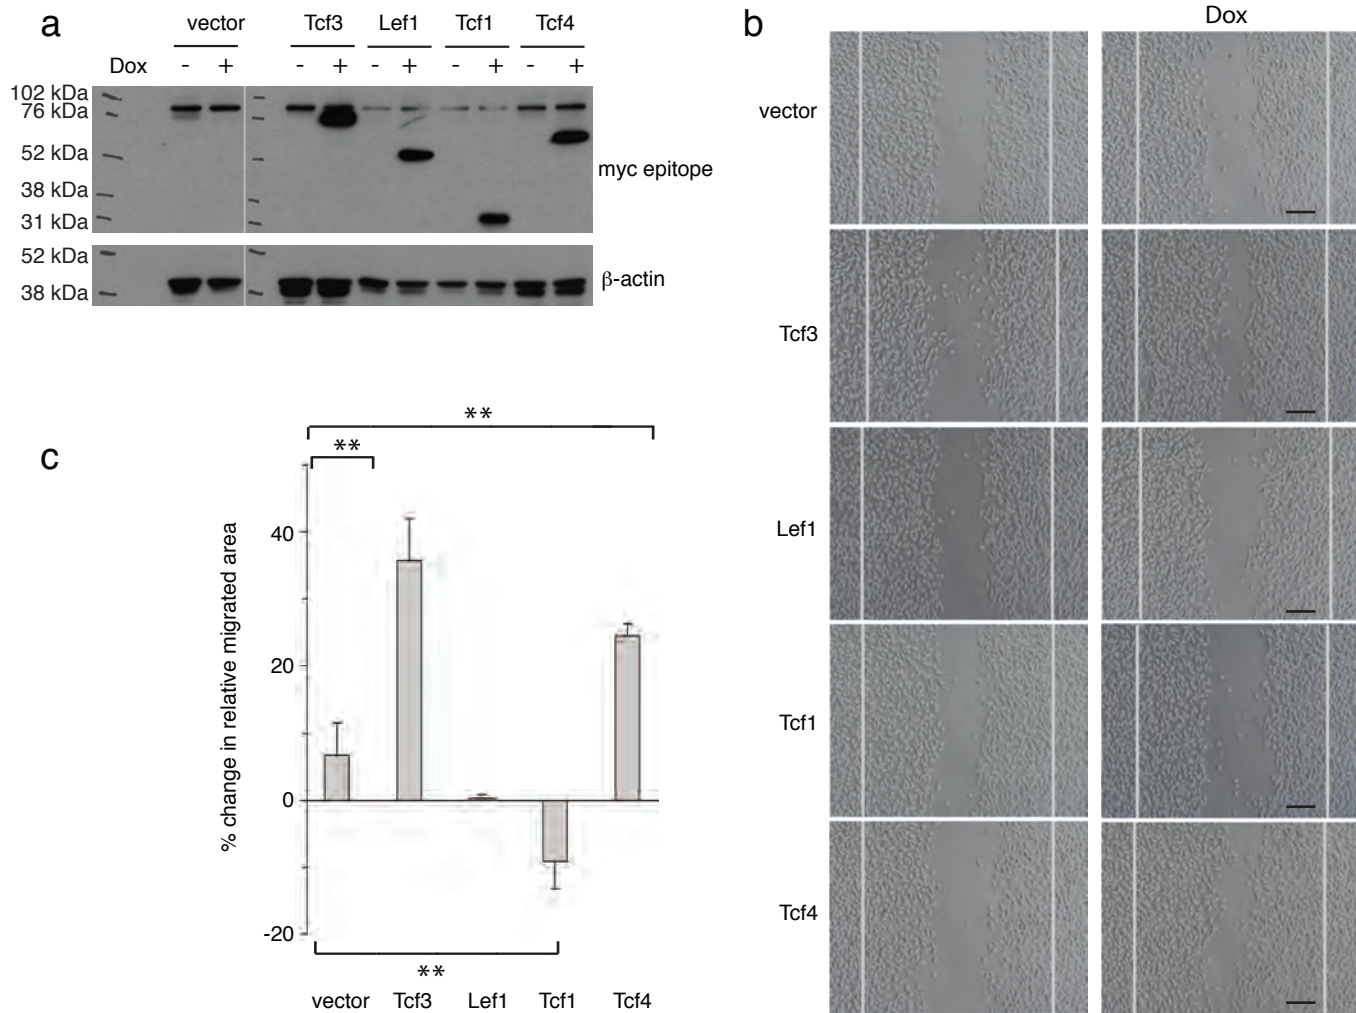 a
vector Tcf3 Lef1 Tcf1 Tcf4
Dox - + - + - + - + - +
102 kDa
76 kDa
52 kDa
38 kDa
31 kDa
myc epitope
52 kDa
38 kDa
β-actin
b
Dox
vector
Tcf3
Lef1
Tcf1
Tcf4
c
**
**
% change in relative migrated area
40
20
0
-20
**
vector Tcf3 Lef1 Tcf1 Tcf4